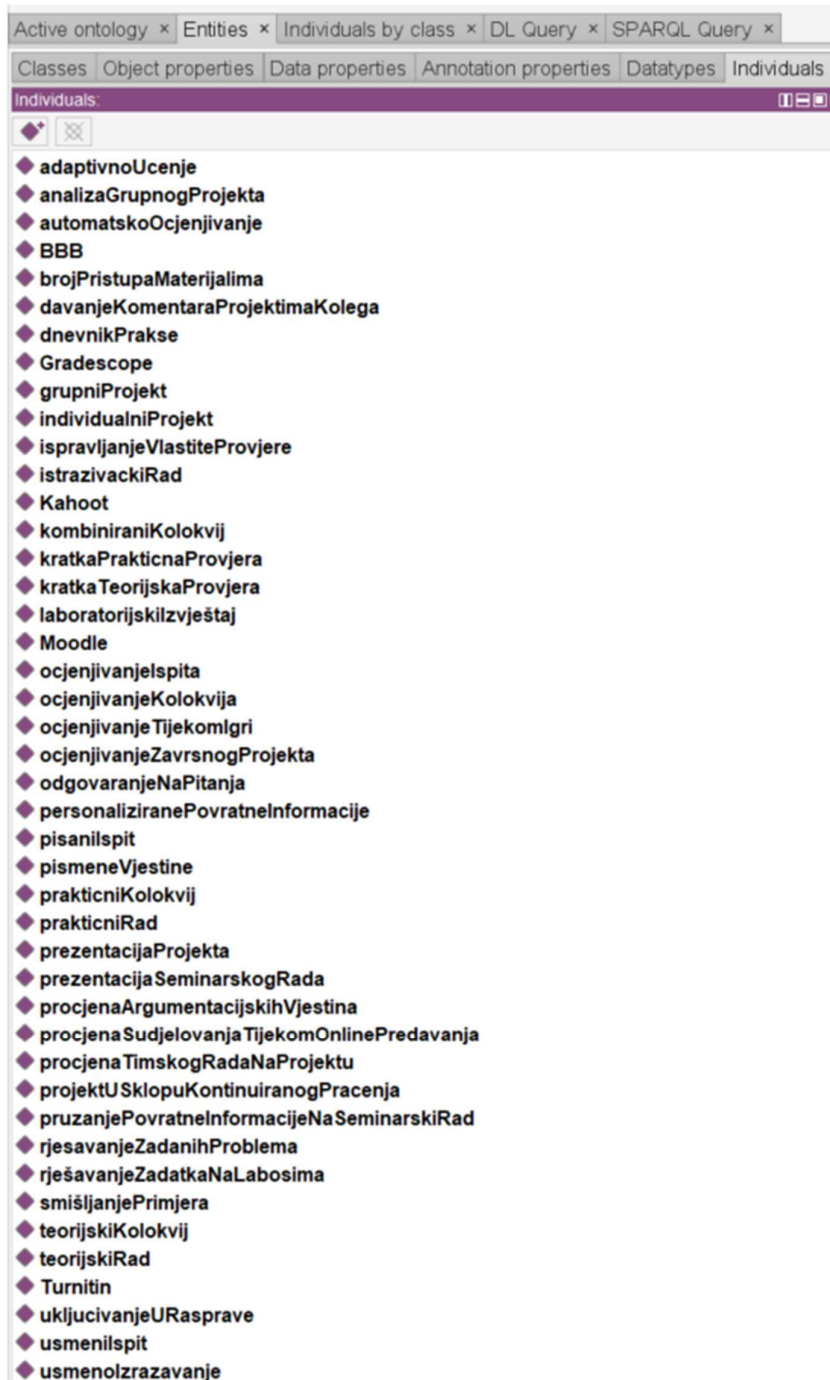 Active ontology × Entities × Individuals by class × DL Query × SPARQL Query ×
Classes Object properties Data properties Annotation properties Datatypes Individuals
Individuals:
adaptivnoUcenje
analizaGrupnogProjekta
automatskoOcjenjivanje
BBB
brojPristupaMaterijalima
davanjeKomentaraProjektimaKolega
dnevnikPrakse
Gradescope
grupniProjekt
individualniProjekt
ispravljanjeVlastiteProvjere
istrazivackiRad
Kahoot
kombiniraniKolokvij
kratkaPrakticnaProvjera
kratkaTeorijskaProvjera
laboratorijskiIzvještaj
Moodle
ocjenjivanjeIspita
ocjenjivanjeKolokvija
ocjenjivanjeTijekomIgri
ocjenjivanjeZavrsnogProjekta
odgovaranjeNaPitanja
personaliziranePovratneInformacije
pisaniIspit
pismeneVjestine
prakticniKolokvij
prakticniRad
prezentacijaProjekta
prezentacijaSeminarskogRada
procjenaArgumentacijskihVjestina
procjenaSudjelovanjaTijekomOnlinePredavanja
procjenaTimskogRadaNaProjektu
projektUSklopuKontinuiranogPracenja
pruzanjePovratneInformacijeNaSeminarskiRad
rjesavanjeZadanihProblema
rješavanjeZadatkaNaLabosima
smišljanjePrimjera
teorijskiKolokvij
teorijskiRad
Turnitin
ukljucivanjeURasprave
usmeniIspit
usmenoIzrazavanje